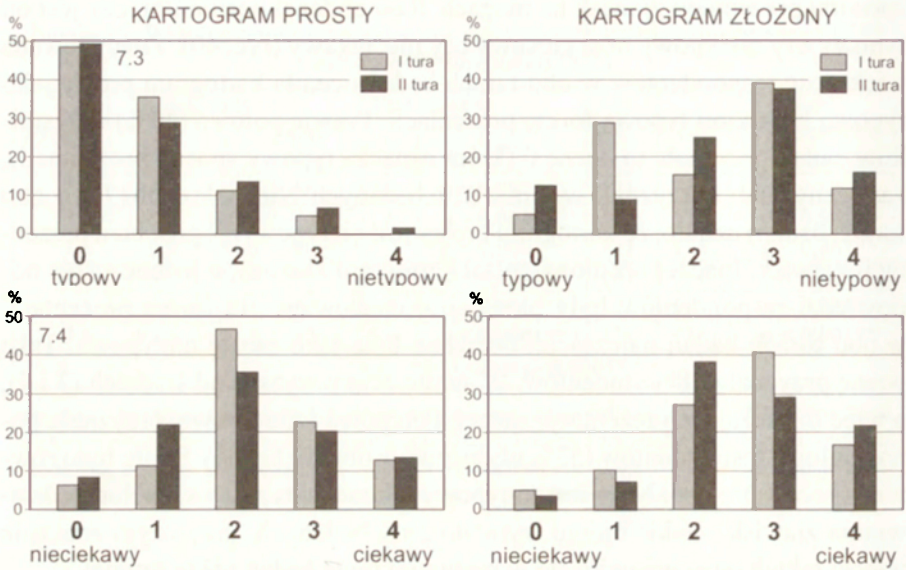 KARTOGRAM PROSTY
%
50
40
30
20
10
0
7.3
I tura
II tura
0 1 2 3 4
typowy nietypowy
KARTOGRAM ZŁOŻONY
%
50
40
30
20
10
0
I tura
II tura
0 1 2 3 4
typowy nietypowy
%
50
40
30
20
10
0
7.4
0 1 2 3 4
nieciekawy ciekawy
%
50
40
30
20
10
0
0 1 2 3 4
nieciekawy ciekawy